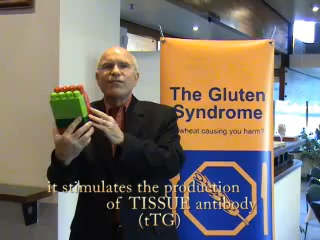 The Gluten
Syndrome
wheat causing you harm?
it stimulates the production
of TISSUE antibody
(tTG)